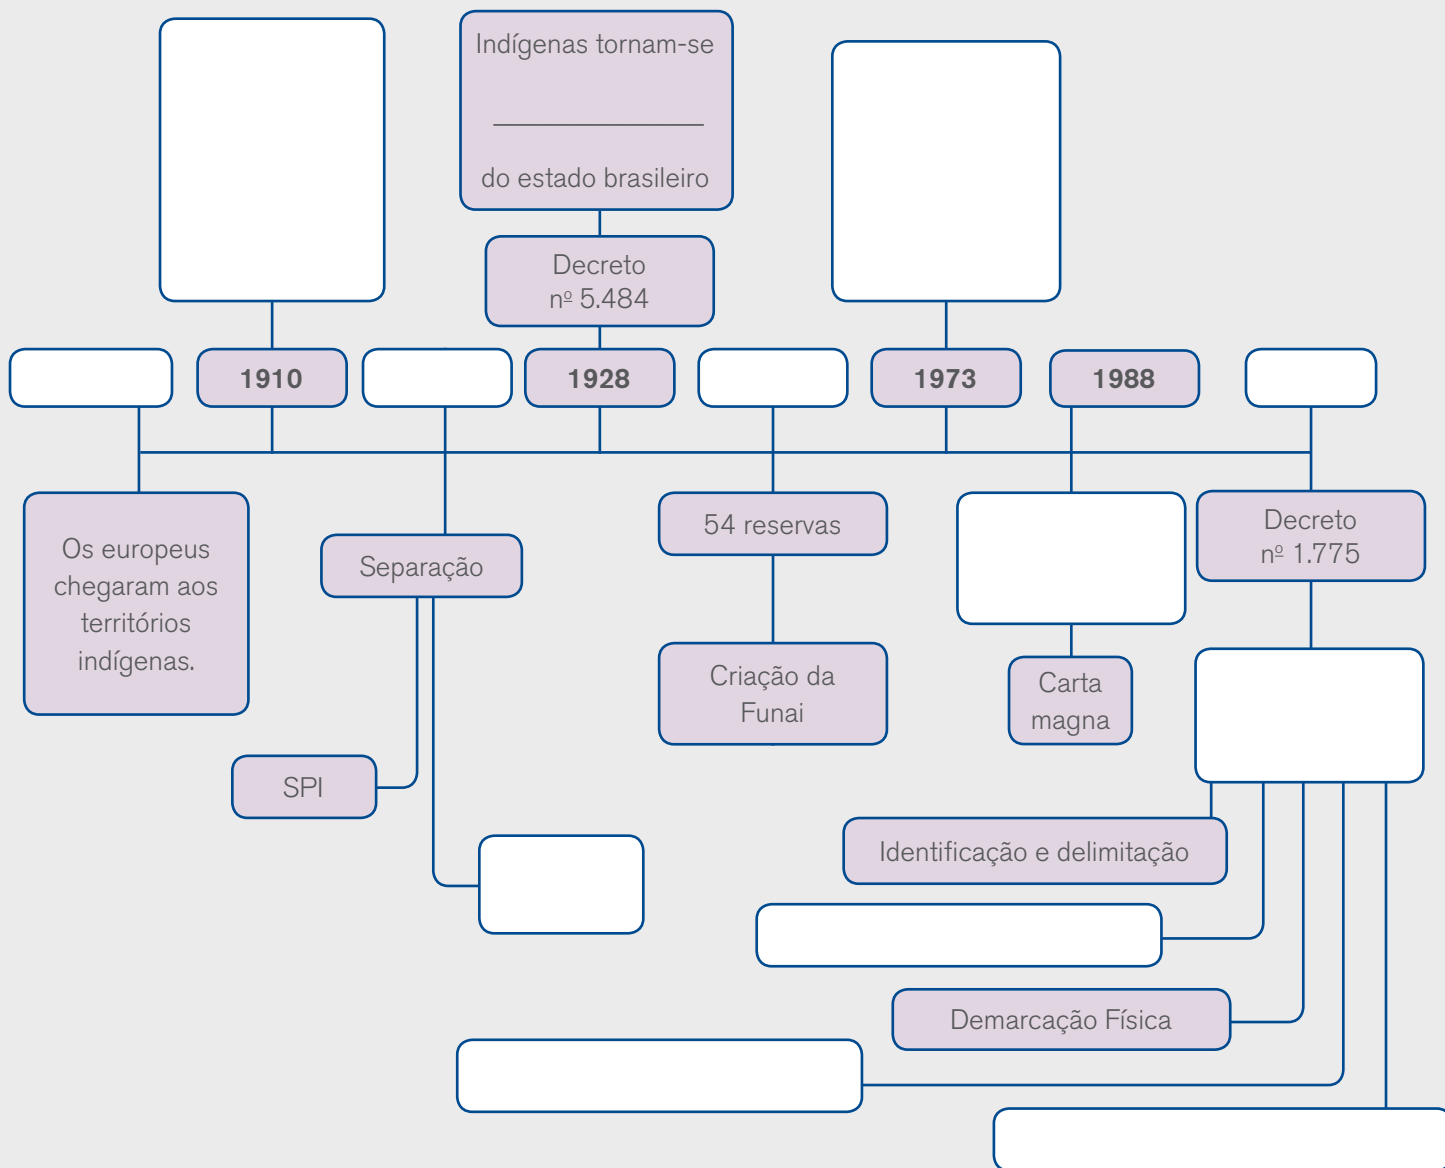 Indígenas tornam-se
do estado brasileiro
Decreto
nº 5.484
1910
1928
1973
1988
Os europeus
chegaram aos
territórios
indígenas.
Separação
54 reservas
Decreto
nº 1.775
Criação da
Funai
Carta
magna
SPI
Identificação e delimitação
Demarcação Física